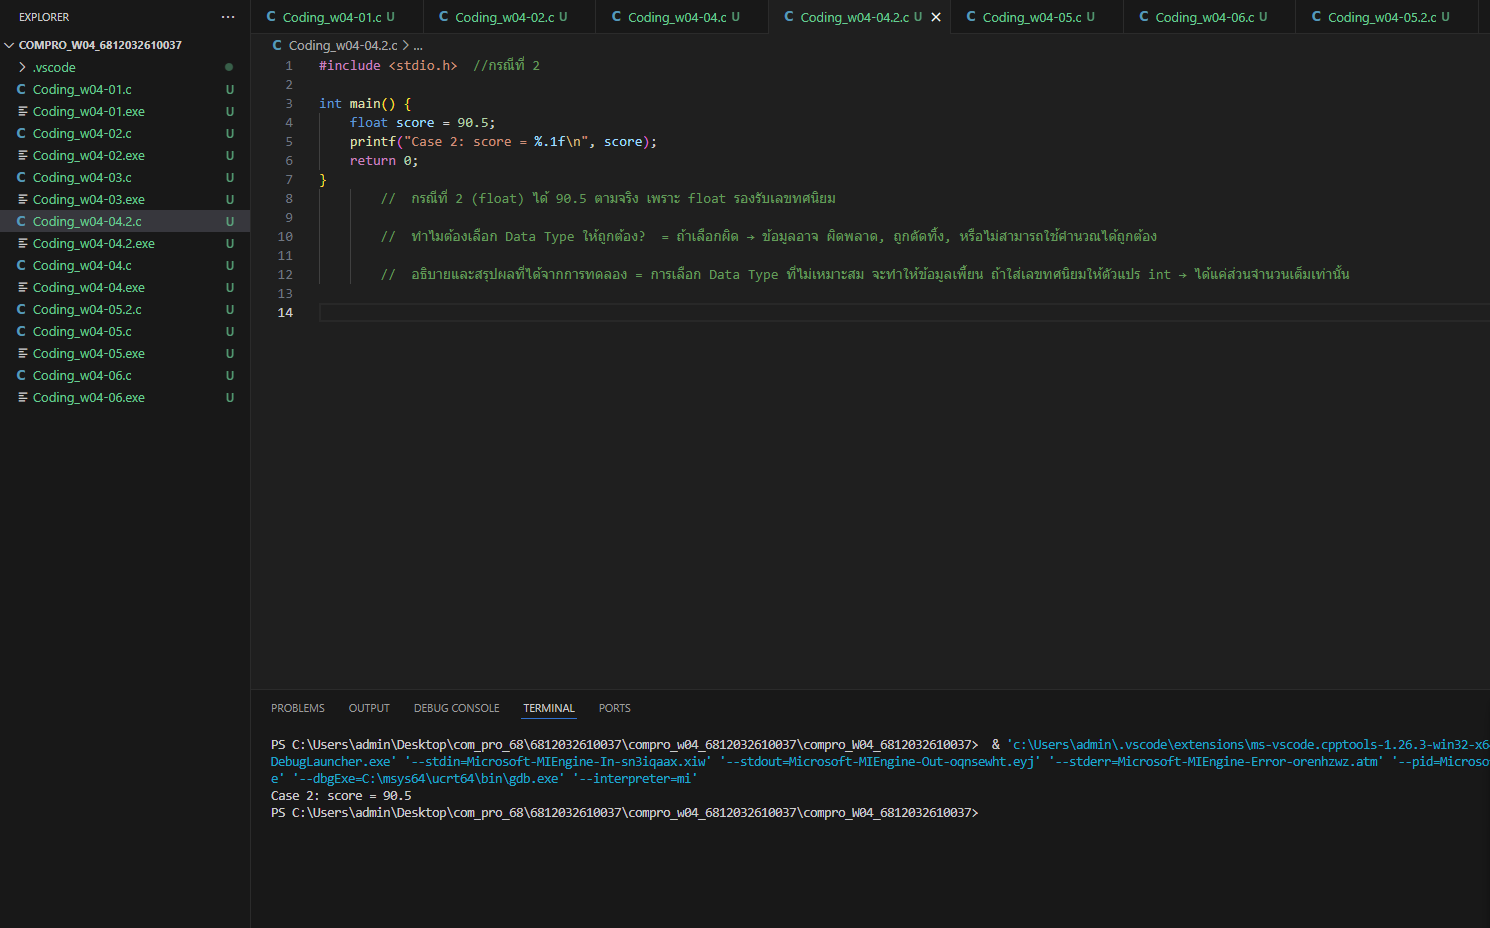 EXPLORER
...
COMPRO_W04_6812032610037
.vscode
Coding_w04-01.c U
Coding_w04-01.exe U
Coding_w04-02.c U
Coding_w04-02.exe U
Coding_w04-03.c U
Coding_w04-03.exe U
Coding_w04-04.2.c U
Coding_w04-04.2.exe U
Coding_w04-04.c U
Coding_w04-04.exe U
Coding_w04-05.2.c U
Coding_w04-05.c U
Coding_w04-05.exe U
Coding_w04-06.c U
Coding_w04-06.exe U
C Coding_w04-01.c U C Coding_w04-02.c U C Coding_w04-04.c U C Coding_w04-04.2.c U C Coding_w04-05.c U C Coding_w04-06.c U C Coding_w04-05.2.c U
C Coding_w04-04.2.c > ...
1 #include <stdio.h> //กรณีที่ 2
2
3 int main() {
4 float score = 90.5;
5 printf("Case 2: score = %.1f\n", score);
6 return 0;
7 }
8 // กรณีที่ 2 (float) ได้ 90.5 ตามจริง เพราะ float รองรับเลขทศนิยม
9
10 // ทำไมต้องเลือก Data Type ให้ถูกต้อง? = ถ้าเลือกผิด → ข้อมูลอาจ ผิดพลาด, ถูกตัดทิ้ง, หรือไม่สามารถใช้คำนวณได้ถูกต้อง
11
12 // อธิบายและสรุปผลที่ได้จากการทดลอง = การเลือก Data Type ที่ไม่เหมาะสม จะทำให้ข้อมูลเพี้ยน ถ้าใส่เลขทศนิยมให้ตัวแปร int → ได้แค่ส่วนจำนวนเต็มเท่านั้น
13
14
PROBLEMS OUTPUT DEBUG CONSOLE TERMINAL PORTS
PS C:\Users\admin\Desktop\com_pro_68\6812032610037\compro_w04_6812032610037\compro_W04_6812032610037> & 'c:\Users\admin\.vscode\extensions\ms-vscode.cpptools-1.26.3-win32-x6
DebugLauncher.exe' '--stdin=Microsoft-MIEngine-In-sn3iqaax.xiw' '--stdout=Microsoft-MIEngine-Out-oqnsewht.eyj' '--stderr=Microsoft-MIEngine-Error-orenhzwz.atm' '--pid=Microso
e' '--dbgExe=C:\msys64\ucrt64\bin\gdb.exe' '--interpreter=mi'
Case 2: score = 90.5
PS C:\Users\admin\Desktop\com_pro_68\6812032610037\compro_w04_6812032610037\compro_W04_6812032610037>